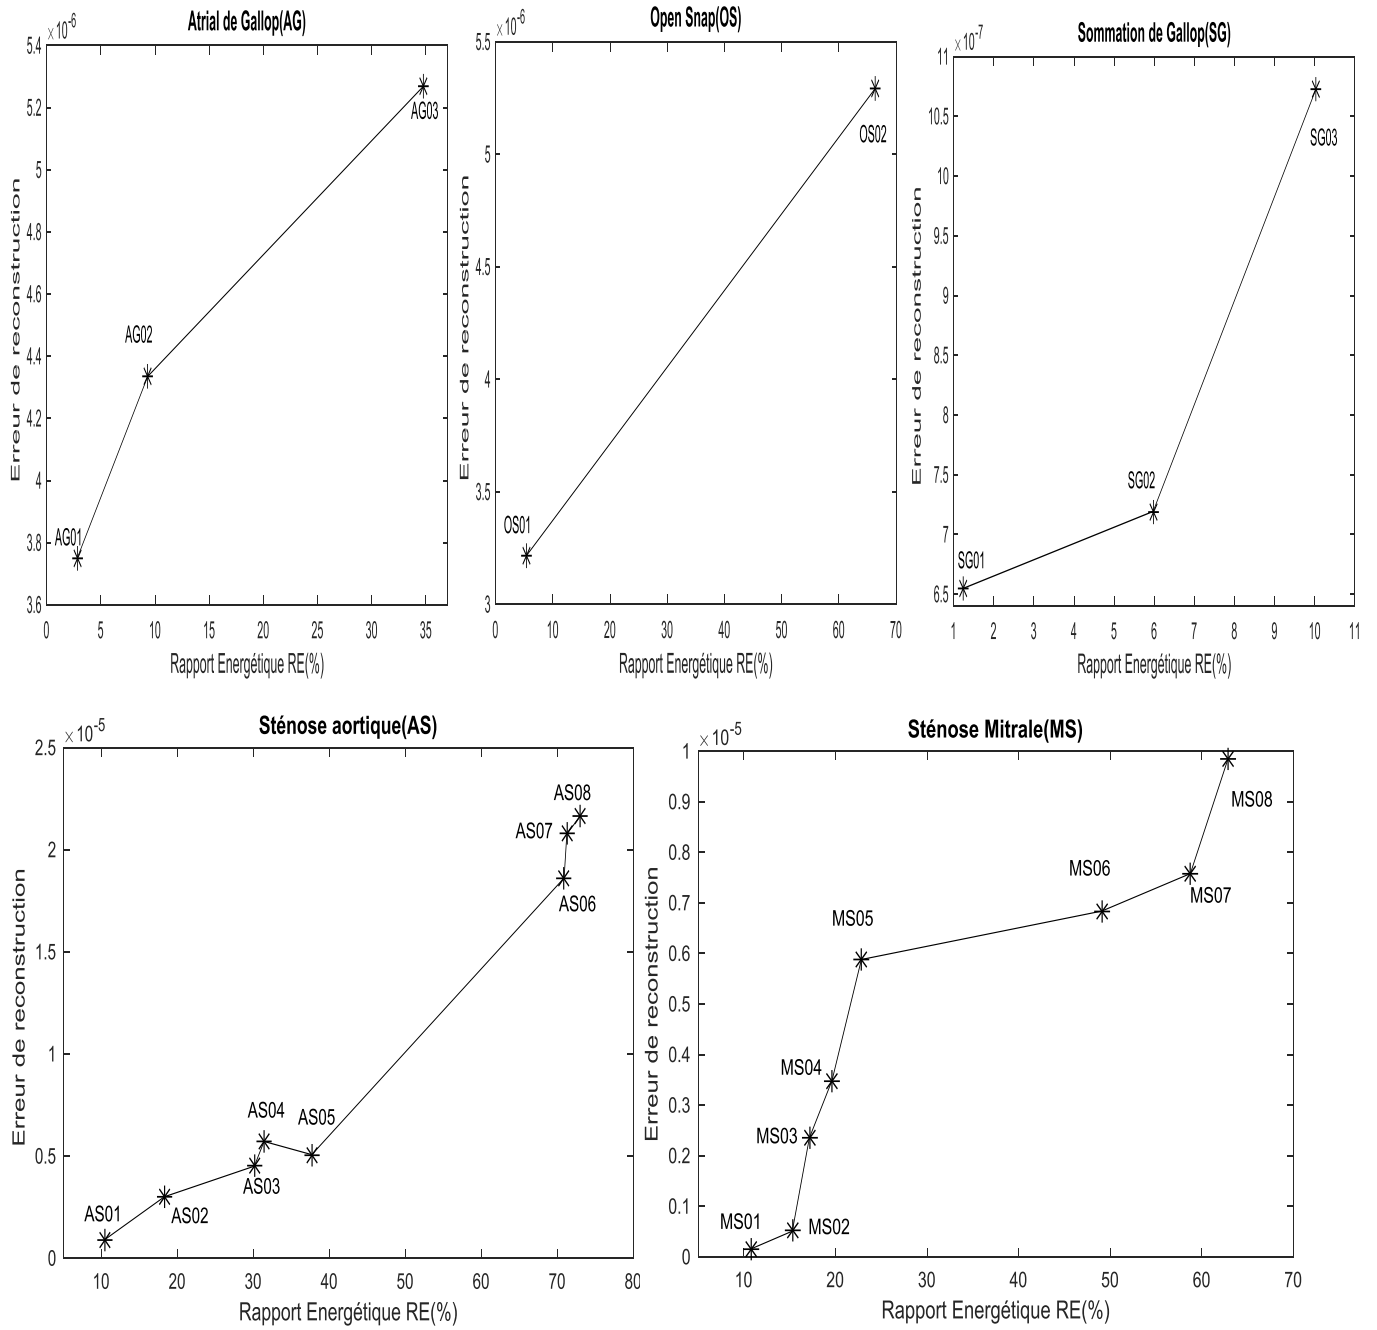 Atrial de Gallop(AG)
×10-6
5.4
5.2
5
4.8
4.6
4.4
4.2
4
3.8
3.6
Erreur de reconstruction
AG03
AG02
AG01
0 5 10 15 20 25 30 35
Rapport Energétique RE(%)
Open Snap(OS)
×10-6
5.5
5
4.5
4
3.5
3
Erreur de reconstruction
OS02
OS01
0 10 20 30 40 50 60 70
Rapport Energétique RE(%)
Sommation de Gallop(SG)
×10-7
11
10.5
10
9.5
9
8.5
8
7.5
7
6.5
Erreur de reconstruction
SG03
SG02
SG01
1 2 3 4 5 6 7 8 9 10 11
Rapport Energétique RE(%)
Sténose aortique(AS)
×10-5
2.5
2
1.5
1
0.5
0
Erreur de reconstruction
AS08
AS07
AS06
AS04
AS05
AS03
AS01
AS02
10 20 30 40 50 60 70 80
Rapport Energétique RE(%)
Sténose Mitrale(MS)
×10-5
1
0.9
0.8
0.7
0.6
0.5
0.4
0.3
0.2
0.1
0
Erreur de reconstruction
MS08
MS06
MS07
MS05
MS04
MS03
MS01
MS02
10 20 30 40 50 60 70
Rapport Energétique RE(%)